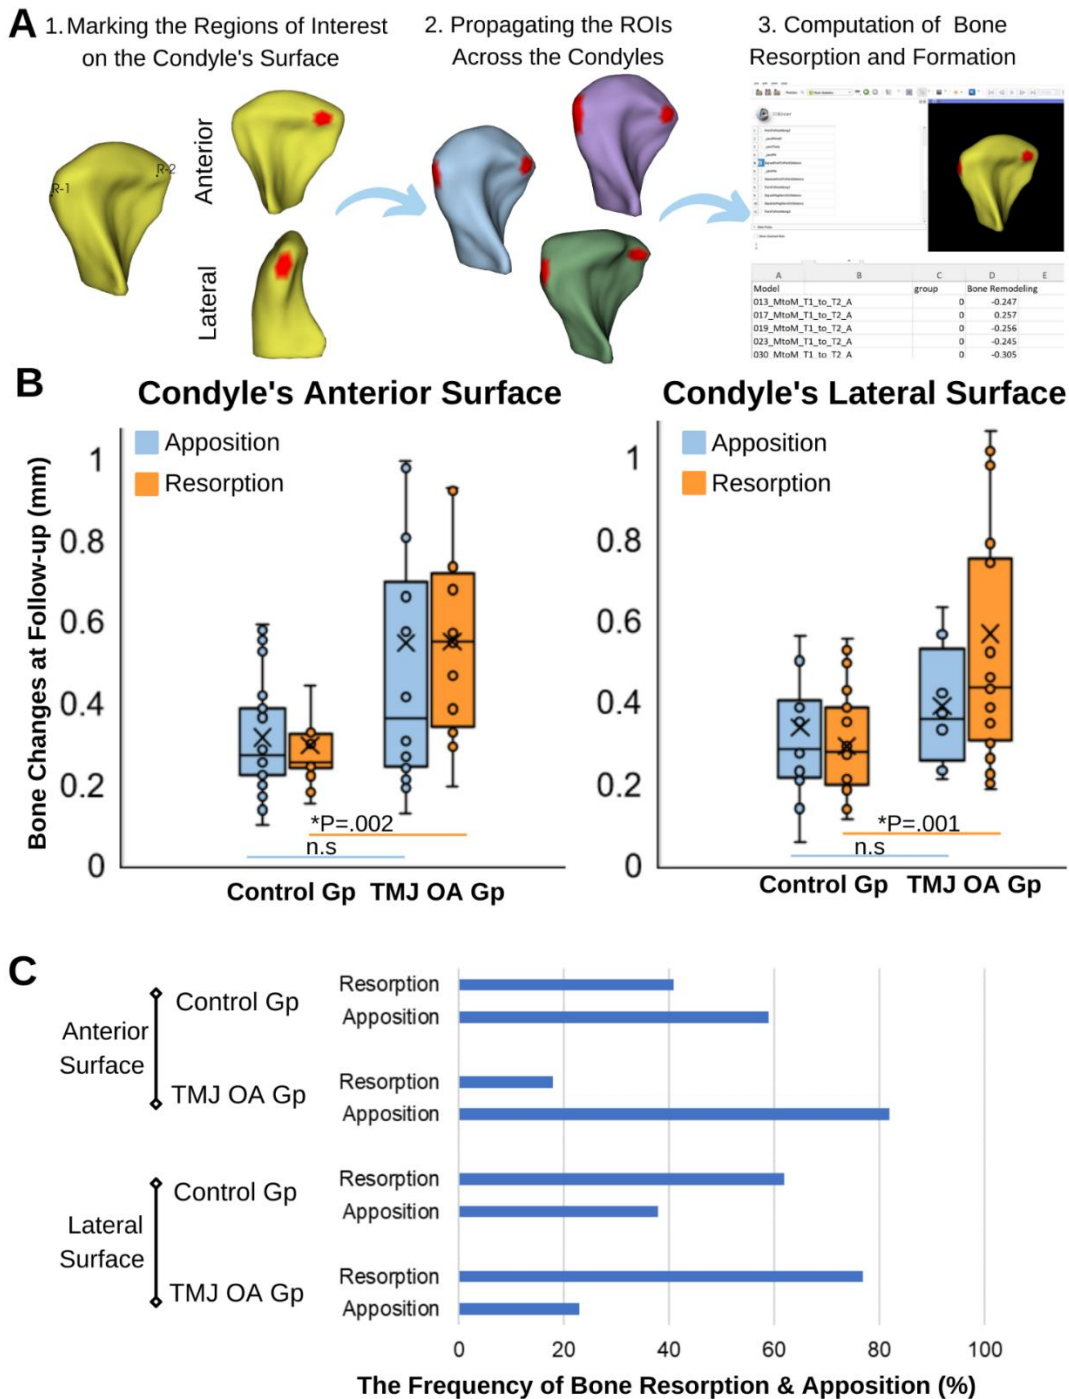 A
1. Marking the Regions of Interest
on the Condyle's Surface
2. Propagating the ROIs
Across the Condyles
3. Computation of Bone
Resorption and Formation
R-1
R-2
Anterior
Lateral
A B C D E
Model group Bone Remodeling
013_MtoM_T1_to_T2_A 0 -0.247
017_MtoM_T1_to_T2_A 0 0.257
019_MtoM_T1_to_T2_A 0 -0.256
023_MtoM_T1_to_T2_A 0 -0.245
030_MtoM_T1_to_T2_A 0 -0.305
B
Condyle's Anterior Surface
Apposition
Resorption
Bone Changes at Follow-up (mm)
1
0.8
0.6
0.4
0.2
0
*P=.002
n.s
Control Gp TMJ OA Gp
Condyle's Lateral Surface
Apposition
Resorption
1
0.8
0.6
0.4
0.2
0
*P=.001
n.s
Control Gp TMJ OA Gp
C
Anterior
Surface
Control Gp
Resorption
Apposition
TMJ OA Gp
Resorption
Apposition
Lateral
Surface
Control Gp
Resorption
Apposition
TMJ OA Gp
Resorption
Apposition
0 20 40 60 80 100
The Frequency of Bone Resorption & Apposition (%)